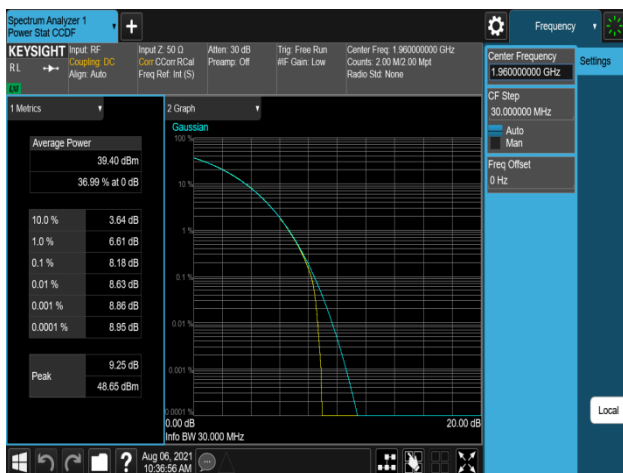 Spectrum Analyzer 1
Power Stat CCDF
+
Frequency
KEYSIGHT
RL
LXI
Input: RF
Coupling: DC
Align: Auto
Input Z: 50 Ω
Corr CCorr RCal
Freq Ref: Int (S)
Atten: 30 dB
Preamp: Off
Trig: Free Run
#IF Gain: Low
Center Freq: 1.960000000 GHz
Counts: 2.00 M/2.00 Mpt
Radio Std: None
Center Frequency
1.960000000 GHz
Settings
CF Step
30.000000 MHz
Auto
Man
Freq Offset
0 Hz
Local
1 Metrics
Average Power
39.40 dBm
36.99 % at 0 dB
10.0 % 3.64 dB
1.0 % 6.61 dB
0.1 % 8.18 dB
0.01 % 8.63 dB
0.001 % 8.86 dB
0.0001 % 8.95 dB
Peak
9.25 dB
48.65 dBm
2 Graph
Gaussian
100 %
10 %
1 %
0.1 %
0.01 %
0.001 %
0.0001 %
0.00 dB 20.00 dB
Info BW 30.000 MHz
?
Aug 06, 2021
10:36:56 AM